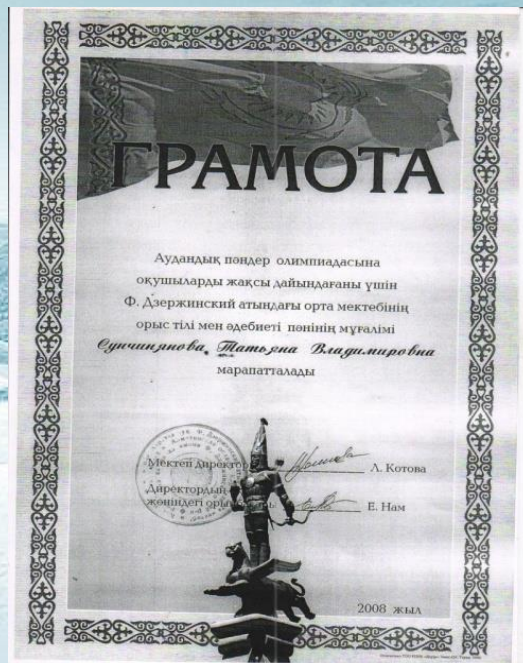 ГРАМОТА
Аудандық пәндер олимпиадасына
оқушыларды жақсы дайындағаны үшін
Ф. Дзержинский атындағы орта мектебінің
орыс тілі мен әдебиеті пәнінің мұғалімі
Сунчинянова Татьяна Владимировна
марапатталады
Мектеп директоры Л. Котова
Директордың
жөніндегі Е. Нам
2008 жыл